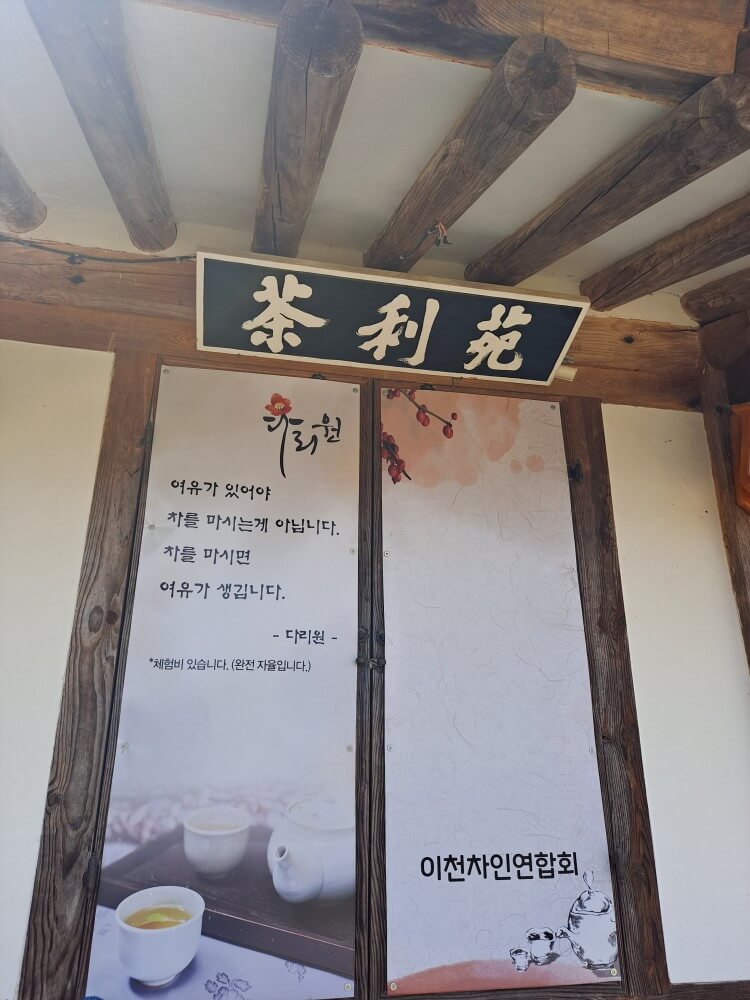 茶利苑
다리원
여유가 있어야
차를 마시는게 아닙니다.
차를 마시면
여유가 생깁니다.
- 다리원 -
*체험비 있습니다. (완전 자율입니다.)
이천차인연합회